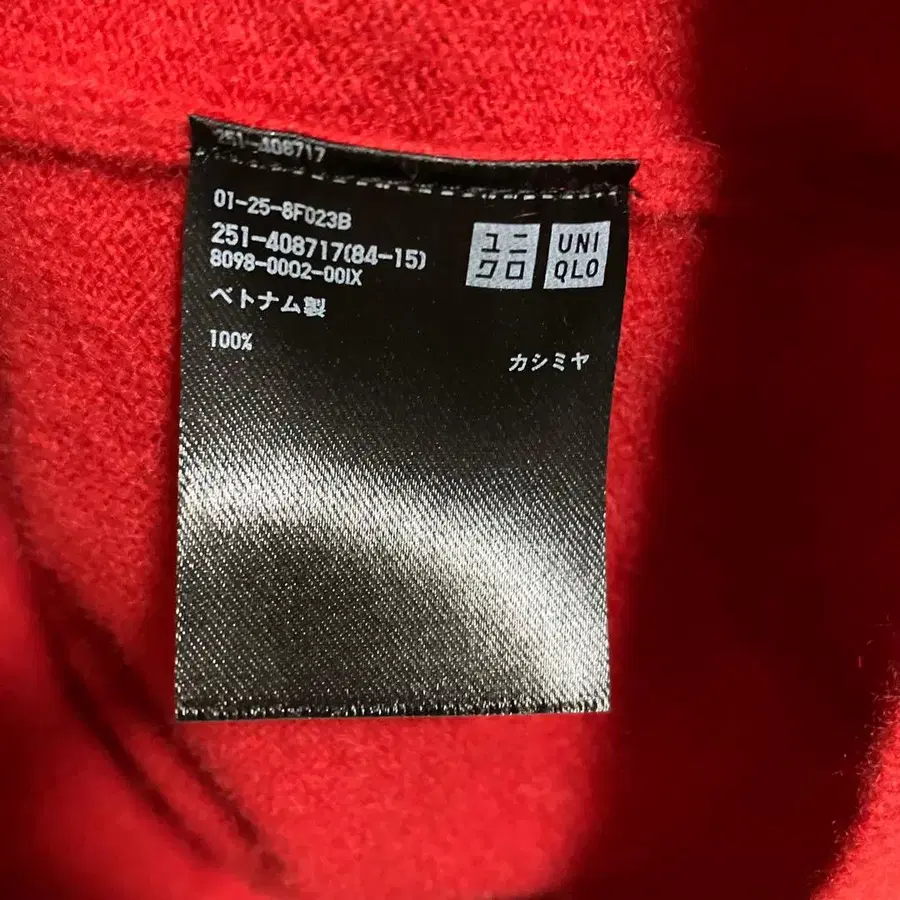 251-408717
01-25-8F023B
251-408717(84-15)
8098-0002-00IX
ユニ
クロ
UNI
QLO
ベトナム製
100% カシミヤ